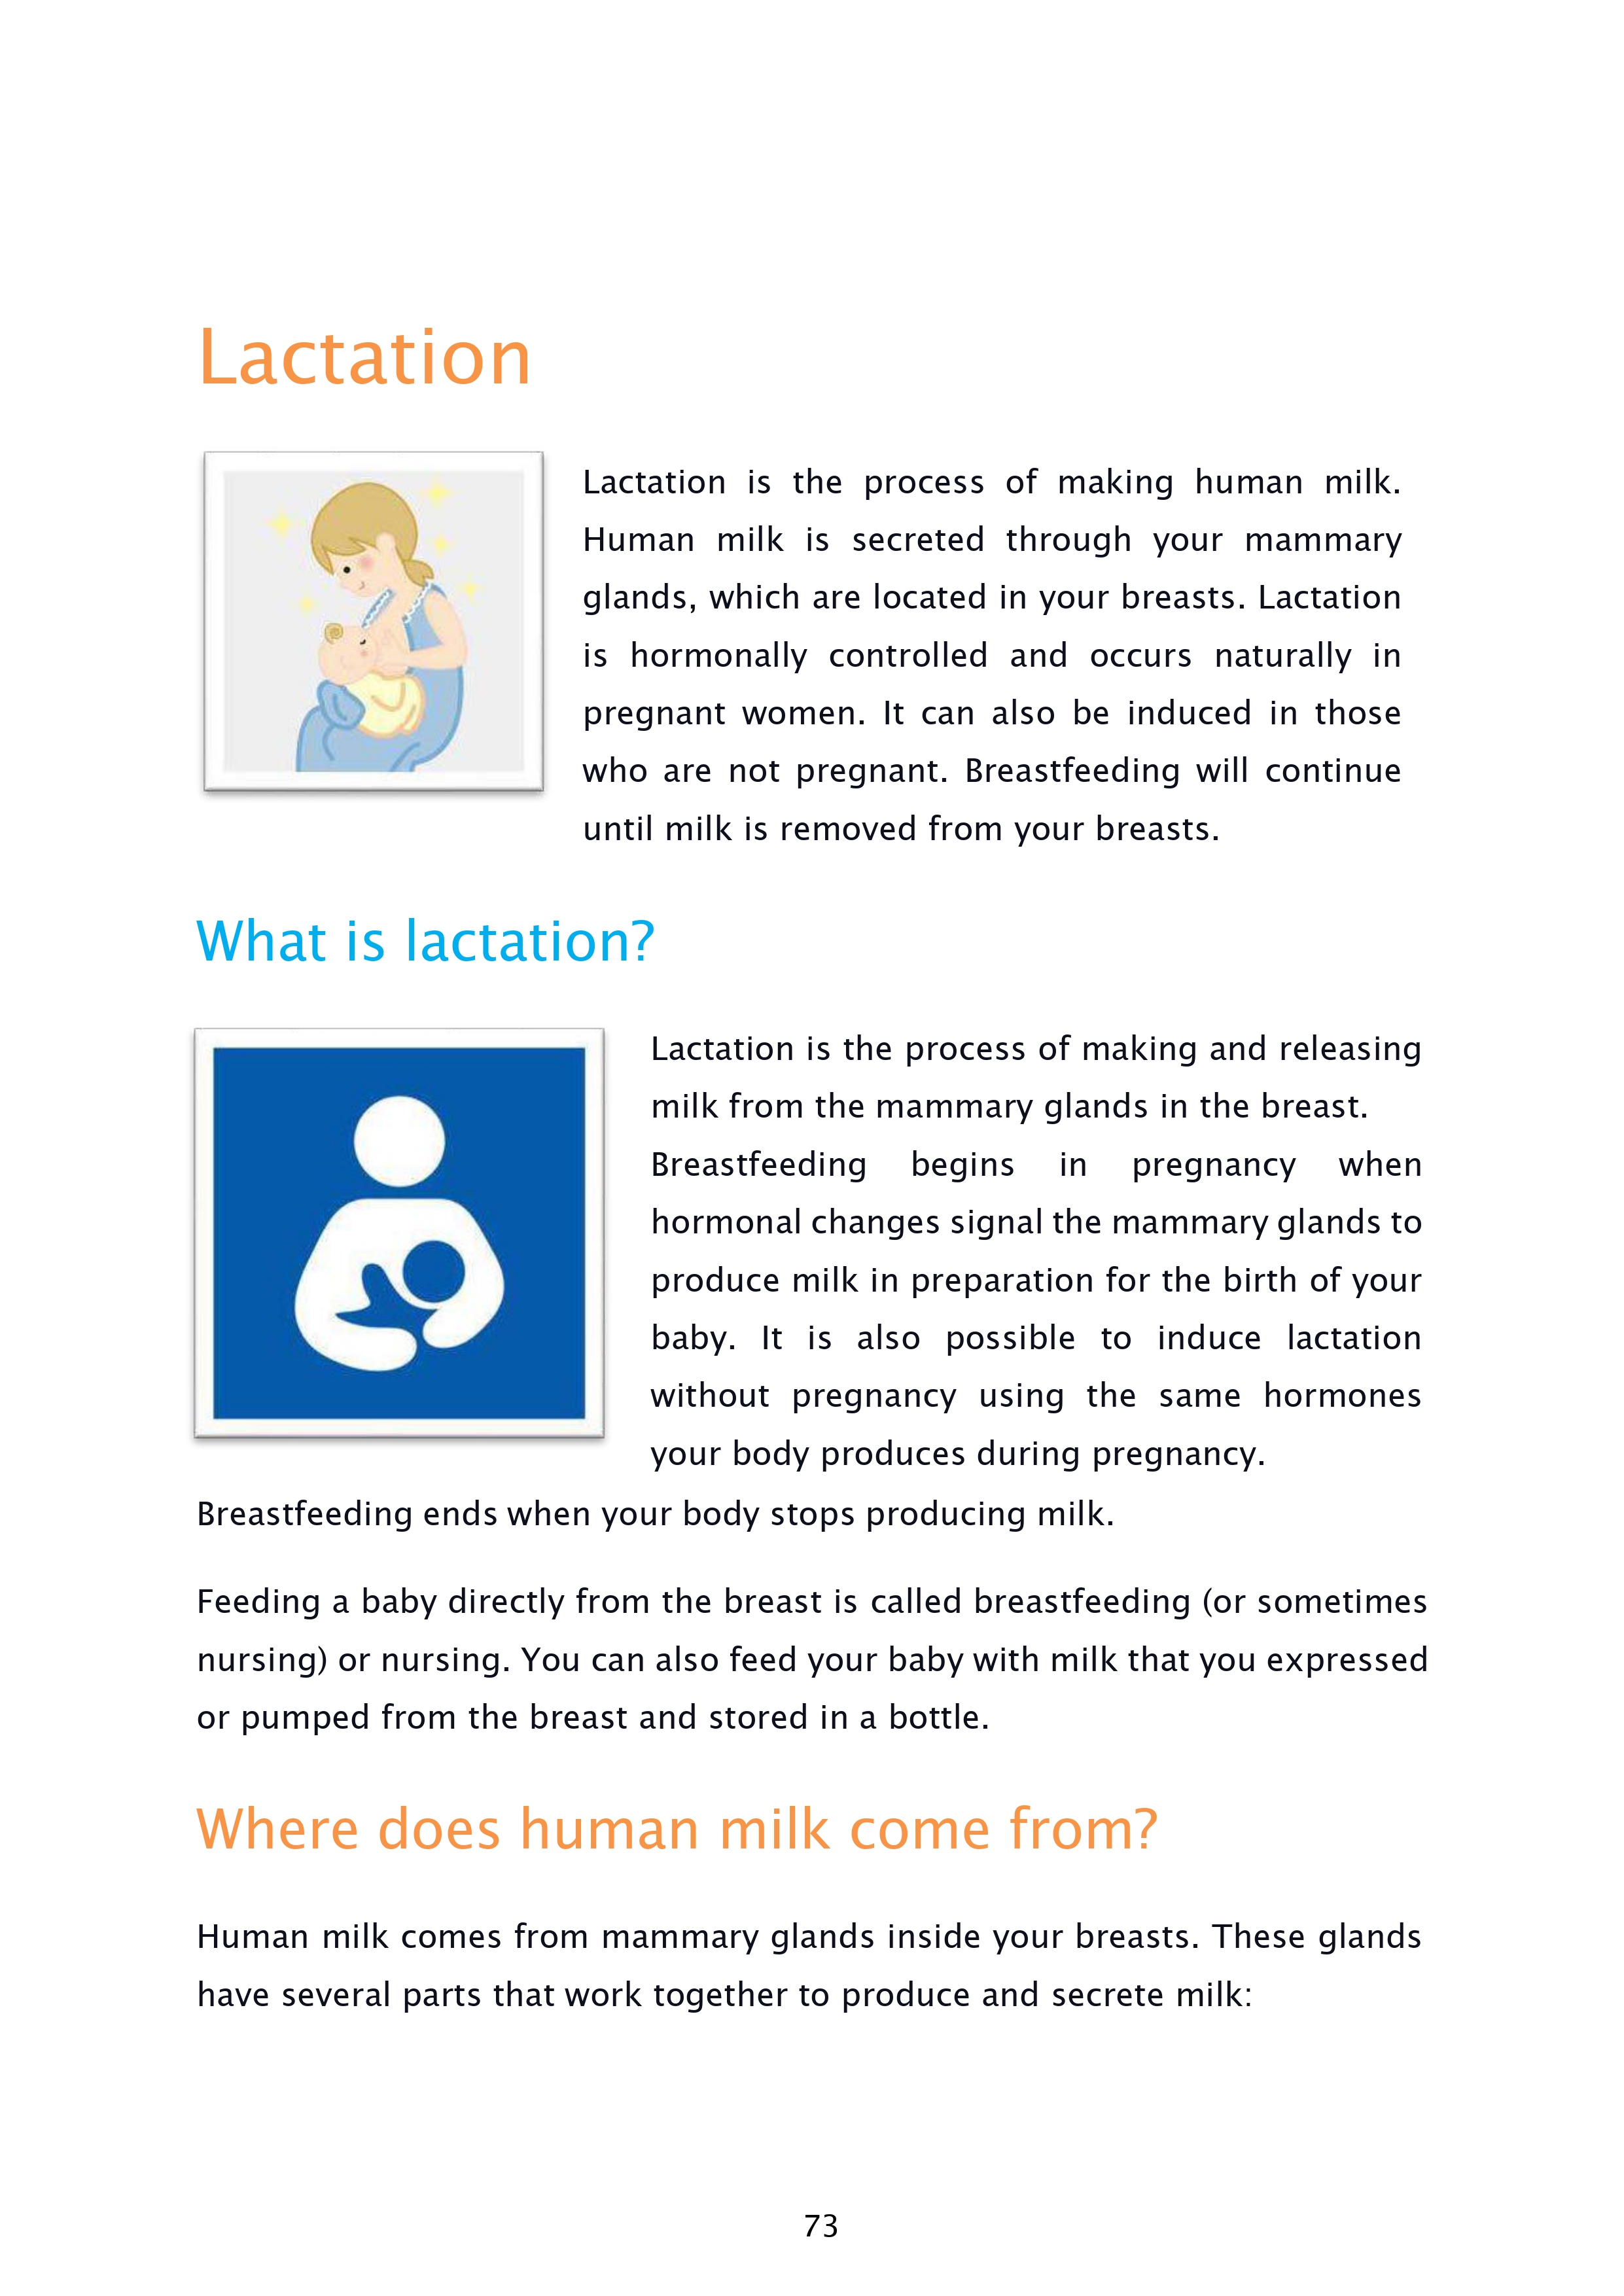 Lactation
Lactation is the process of making human milk.
Human milk is secreted through your mammary
glands, which are located in your breasts. Lactation
is hormonally controlled and occurs naturally in
pregnant women. It can also be induced in those
who are not pregnant. Breastfeeding will continue
until milk is removed from your breasts.
What is lactation?
Lactation is the process of making and releasing
milk from the mammary glands in the breast.
Breastfeeding begins in pregnancy when
hormonal changes signal the mammary glands to
produce milk in preparation for the birth of your
baby. It is also possible to induce lactation
without pregnancy using the same hormones
your body produces during pregnancy.
Breastfeeding ends when your body stops producing milk.
Feeding a baby directly from the breast is called breastfeeding (or sometimes
nursing) or nursing. You can also feed your baby with milk that you expressed
or pumped from the breast and stored in a bottle.
Where does human milk come from?
Human milk comes from mammary glands inside your breasts. These glands
have several parts that work together to produce and secrete milk:
73